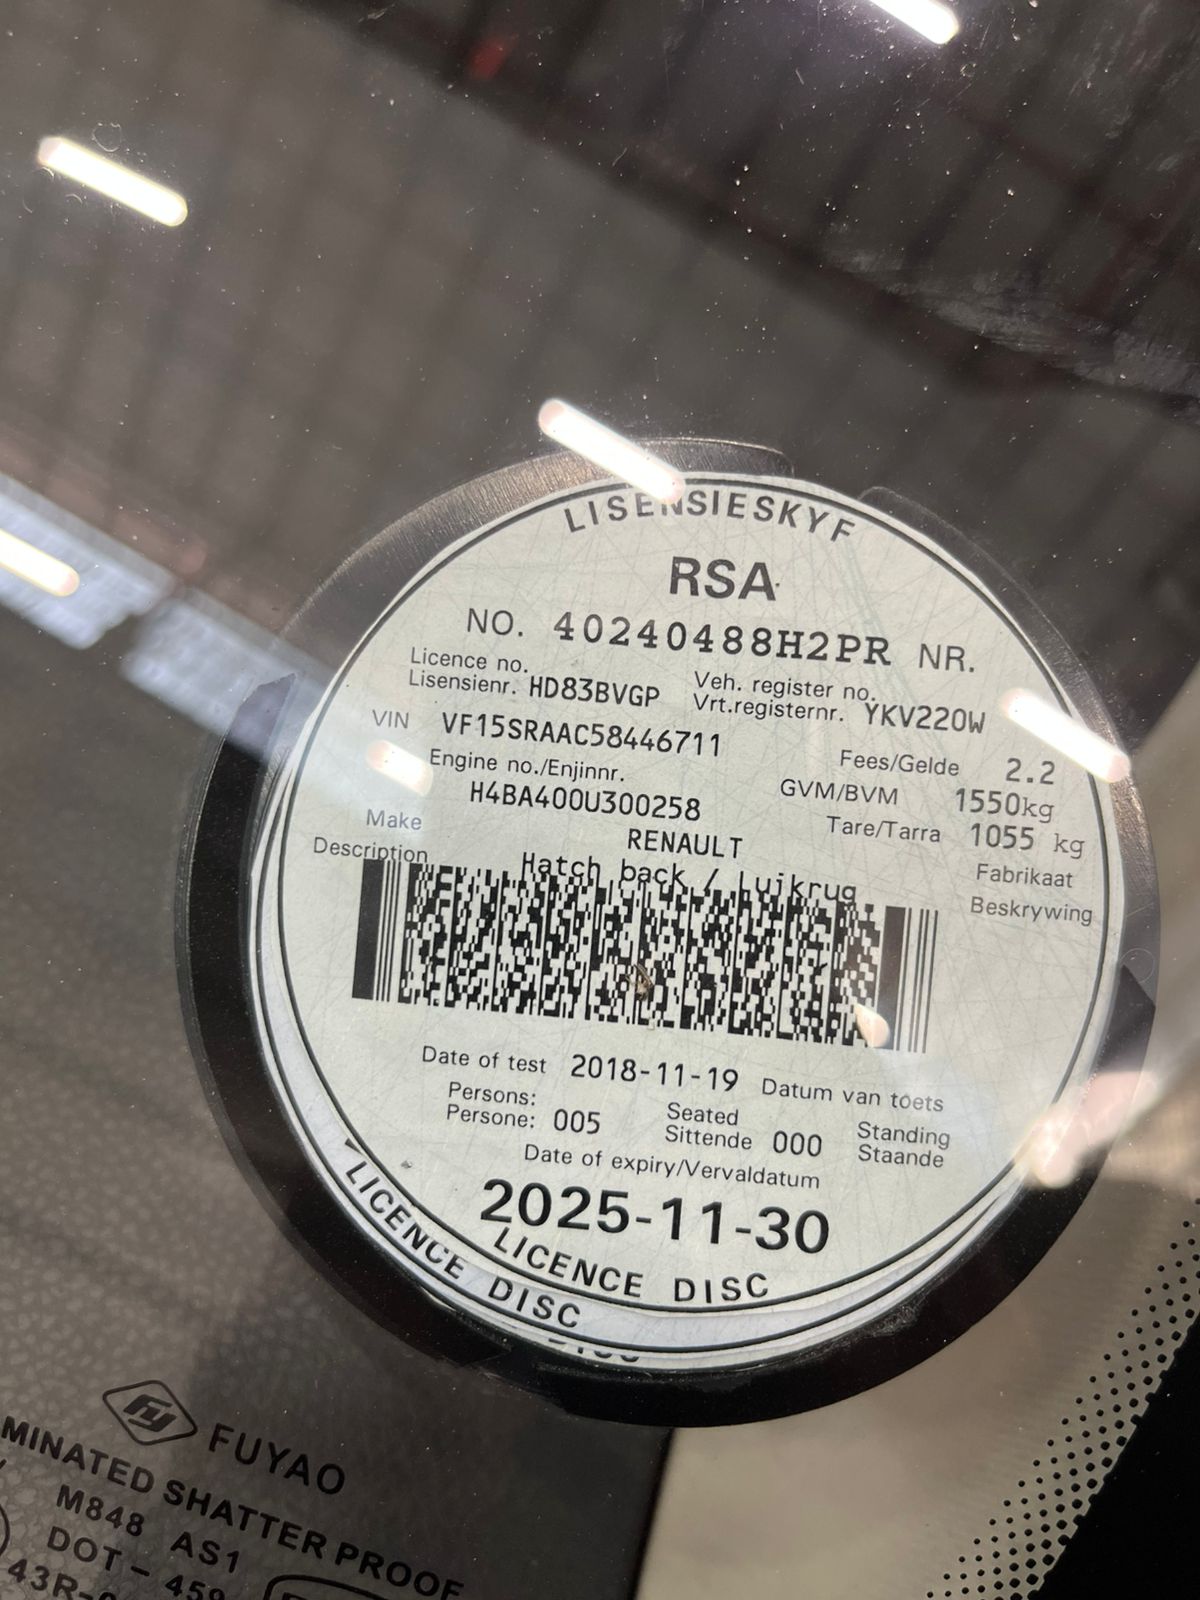 LISENSIESKYF
RSA
NO. 40240488H2PR NR.
Licence no.
Lisensienr. HD83BVGP
Veh. register no.
Vrt.registernr. YKV220W
VIN VF15SRAAC58446711
Fees/Gelde 2.2
Engine no./Enjinnr.
H4BA400U300258
GVM/BVM 1550kg
Tare/Tarra 1055 kg
Make RENAULT Fabrikaat
Description Hatch back / Luikrug Beskrywing
Date of test 2018-11-19 Datum van toets
Persons:
Persone: 005
Seated
Sittende 000
Standing
Staande
Date of expiry/Vervaldatum
2025-11-30
LICENCE DISC
LICENCE DISC
FUYAO
MINATED SHATTER PROOF
M848 AS1
DOT - 459